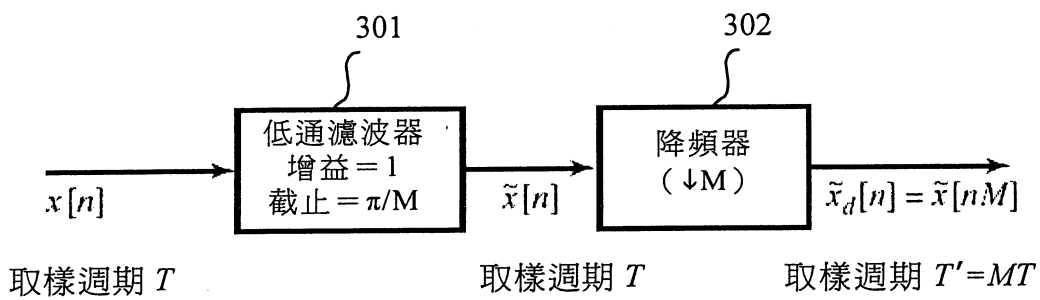 301
302
低通濾波器
增益＝1
截止＝π/M
降頻器
（↓M）
x[n]
x̃[n]
x̃d[n] = x̃[nM]
取樣週期 T
取樣週期 T
取樣週期 T′=MT